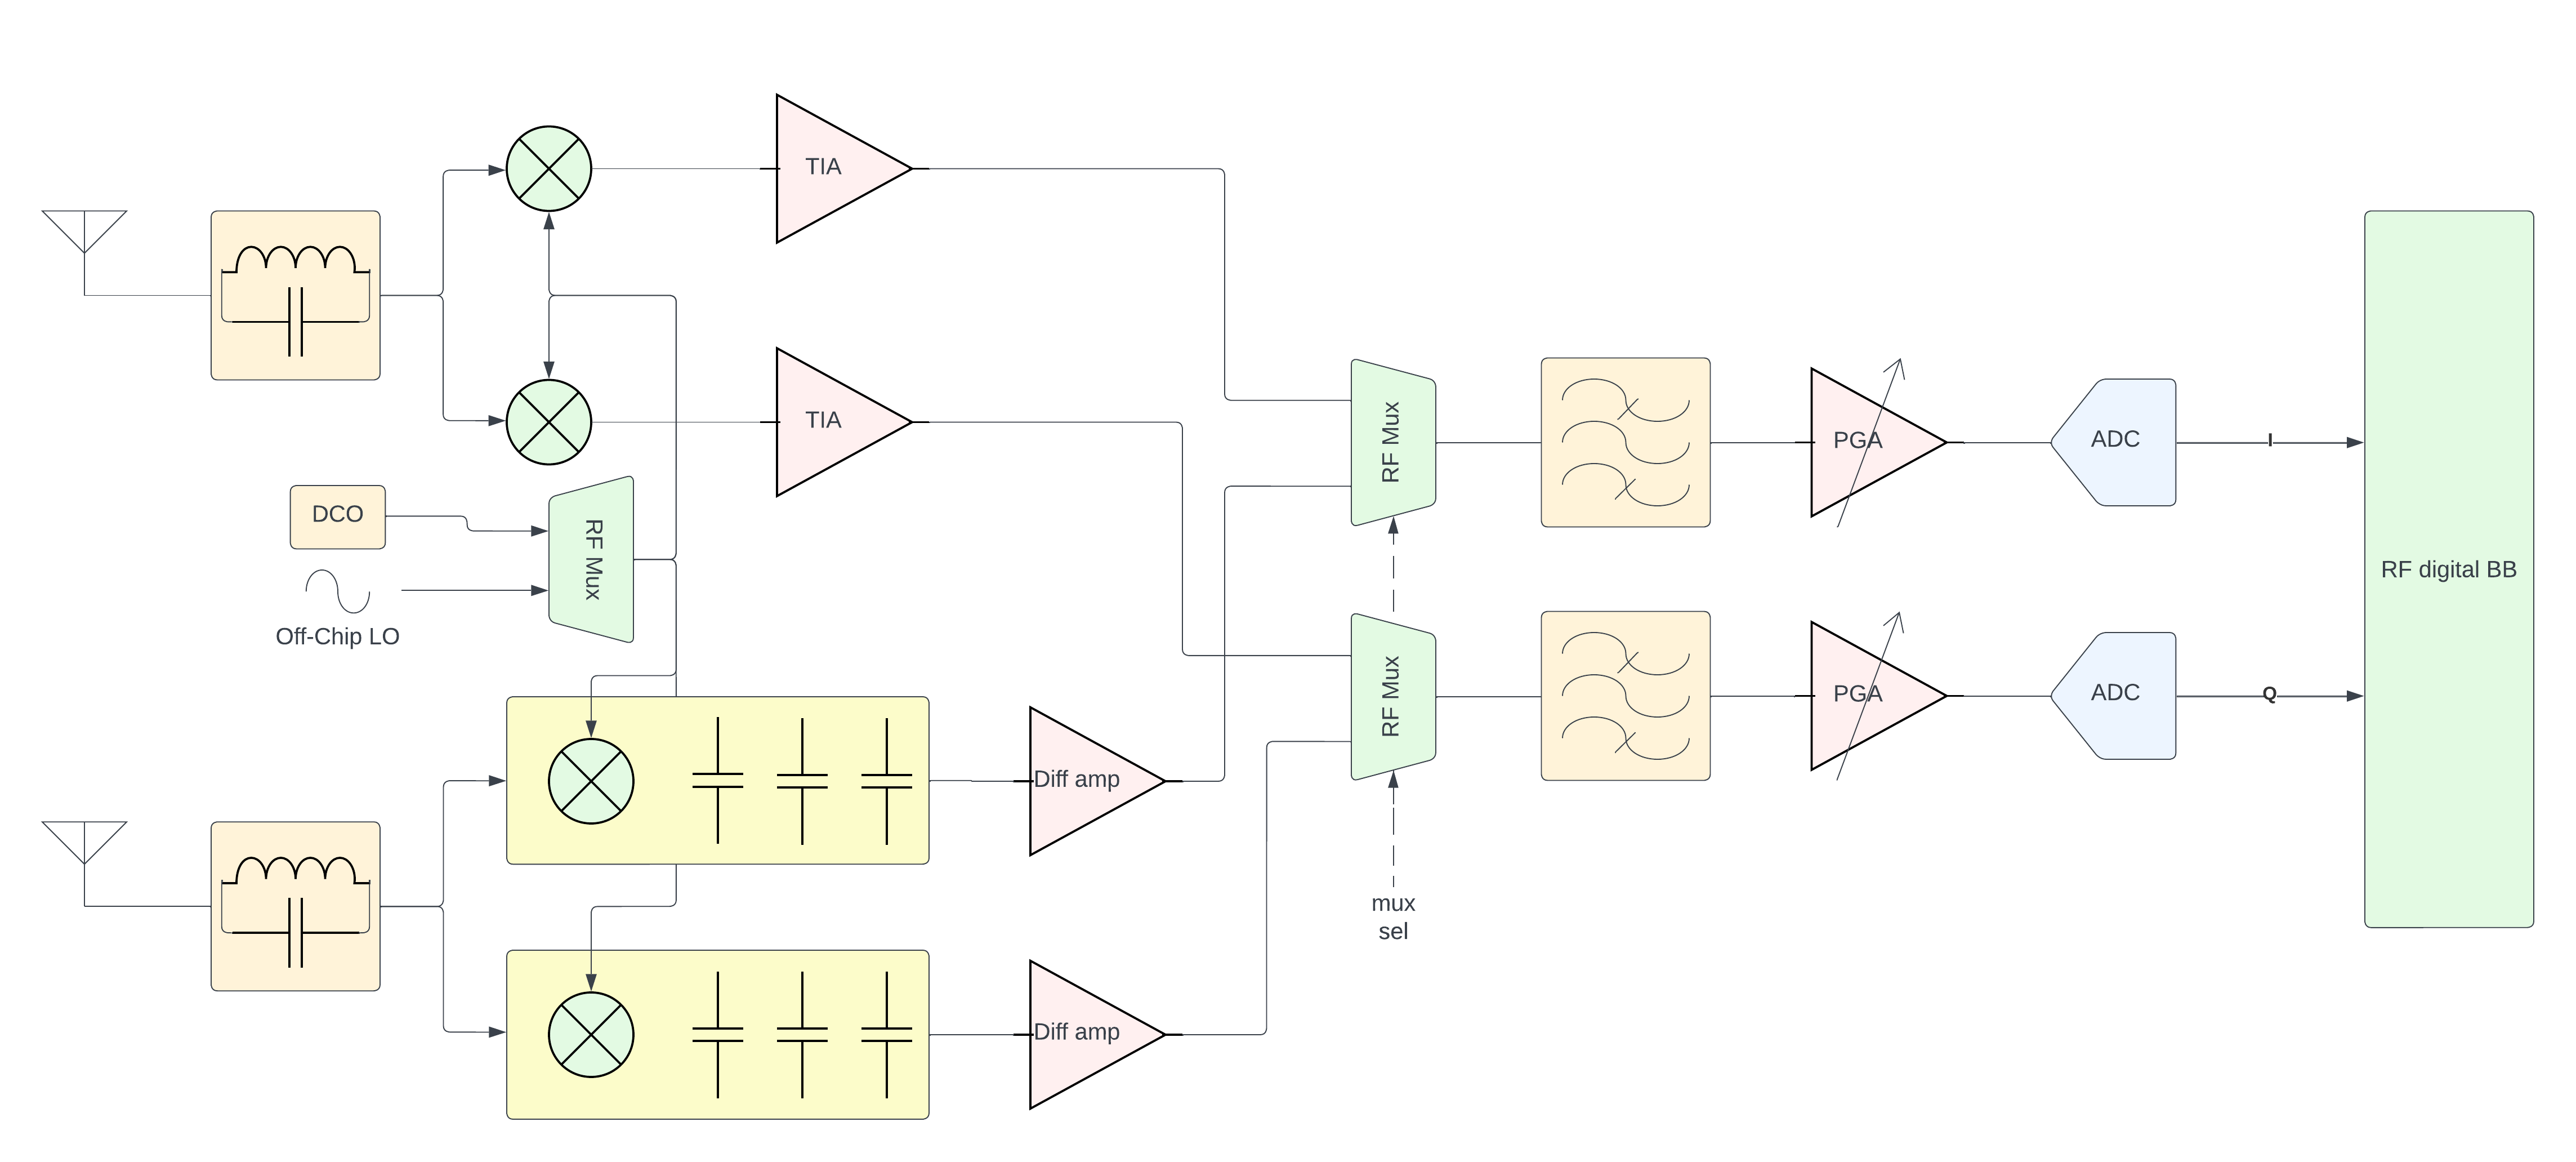 TIA
TIA
DCO
RF Mux
Off-Chip LO
RF Mux
PGA
ADC
I
RF digital BB
RF Mux
PGA
ADC
Q
Diff amp
mux
sel
Diff amp